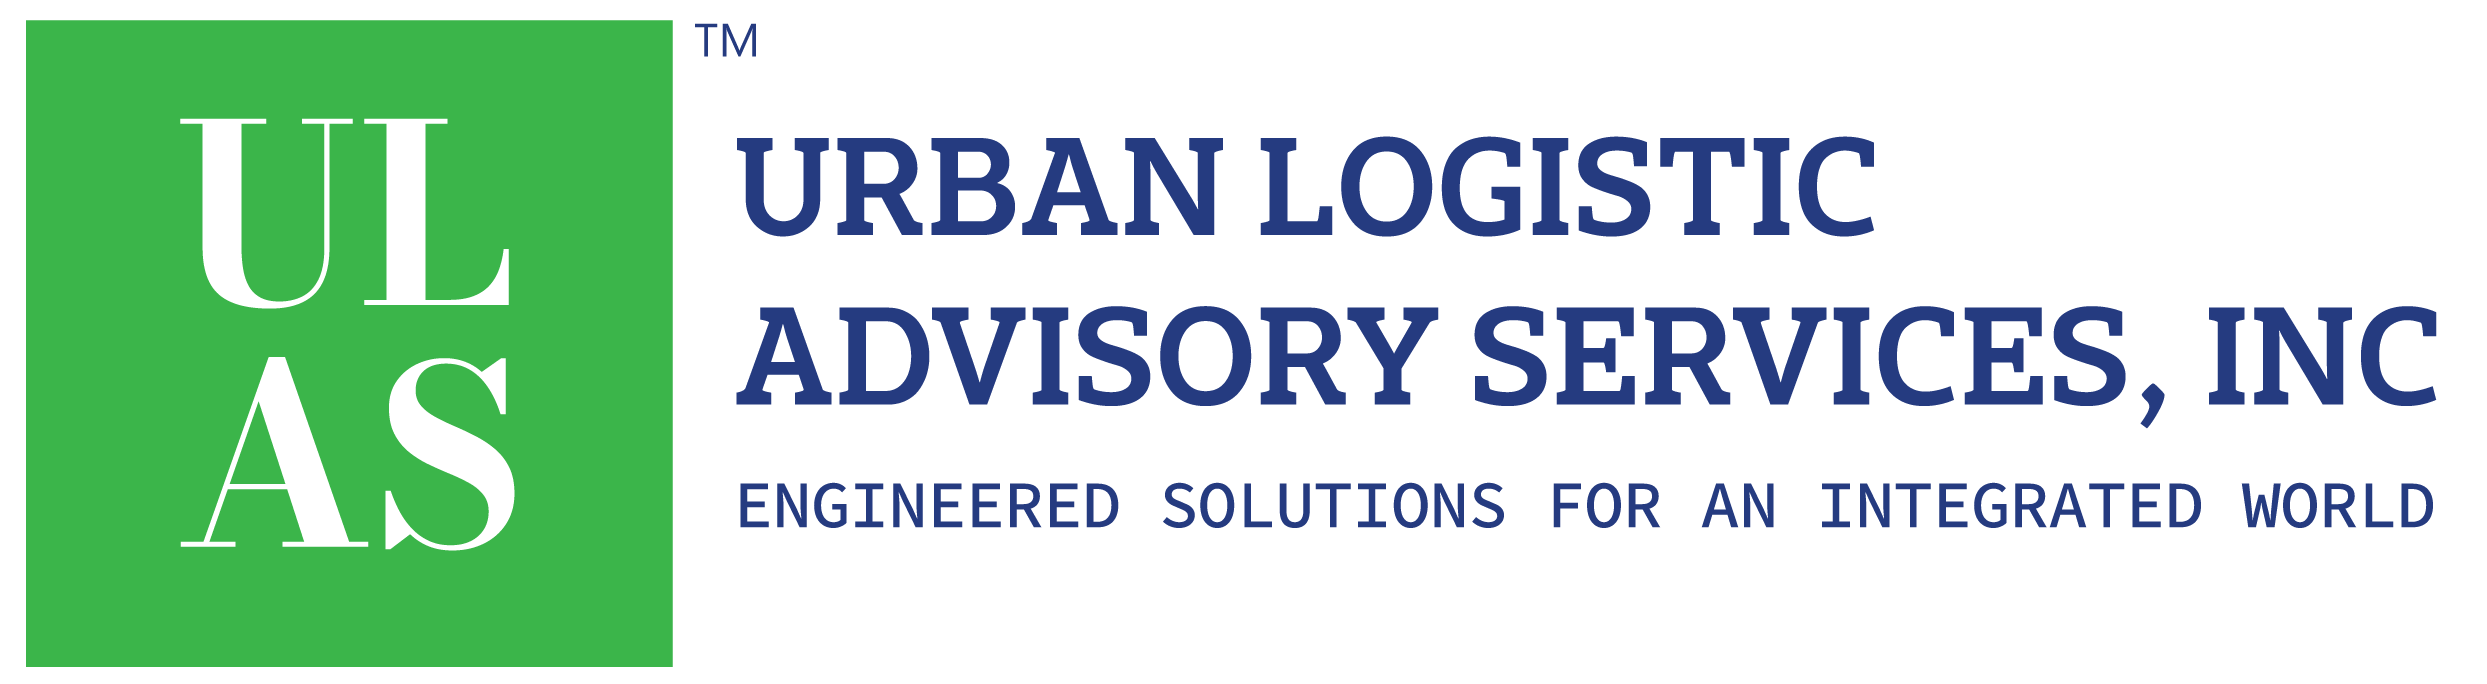 UL
AS
TM
URBAN LOGISTIC
ADVISORY SERVICES, INC
ENGINEERED SOLUTIONS FOR AN INTEGRATED WORLD